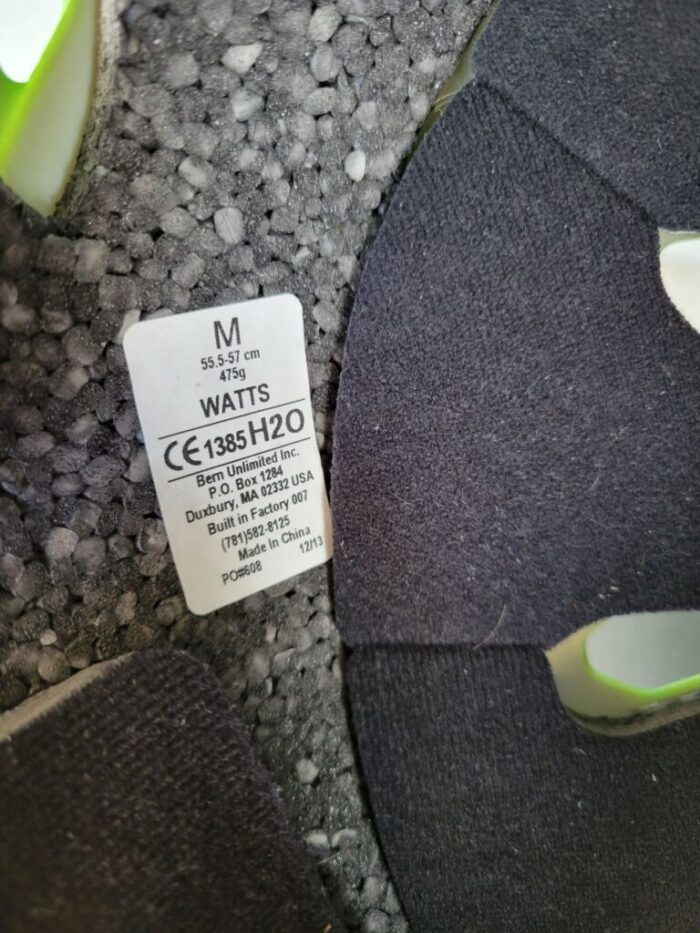 M
55.5-57 cm
475g
WATTS
CE 1385 H2O
Bern Unlimited Inc.
P.O. Box 1284
Duxbury, MA 02332 USA
Built in Factory 007
(781)582-8125
Made In China
PO#608 12/13